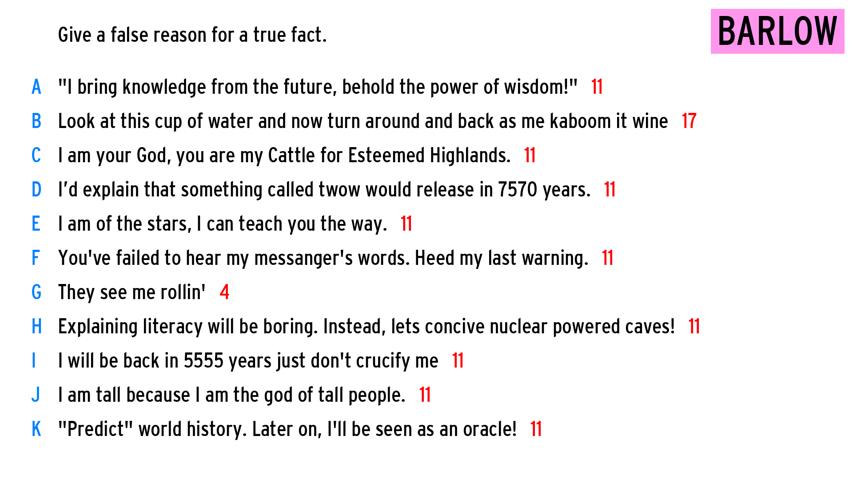 Give a false reason for a true fact.
BARLOW
A "I bring knowledge from the future, behold the power of wisdom!" 11
B Look at this cup of water and now turn around and back as me kaboom it wine 17
C I am your God, you are my Cattle for Esteemed Highlands. 11
D I'd explain that something called twow would release in 7570 years. 11
E I am of the stars, I can teach you the way. 11
F You've failed to hear my messanger's words. Heed my last warning. 11
G They see me rollin' 4
H Explaining literacy will be boring. Instead, lets concive nuclear powered caves! 11
I I will be back in 5555 years just don't crucify me 11
J I am tall because I am the god of tall people. 11
K "Predict" world history. Later on, I'll be seen as an oracle! 11